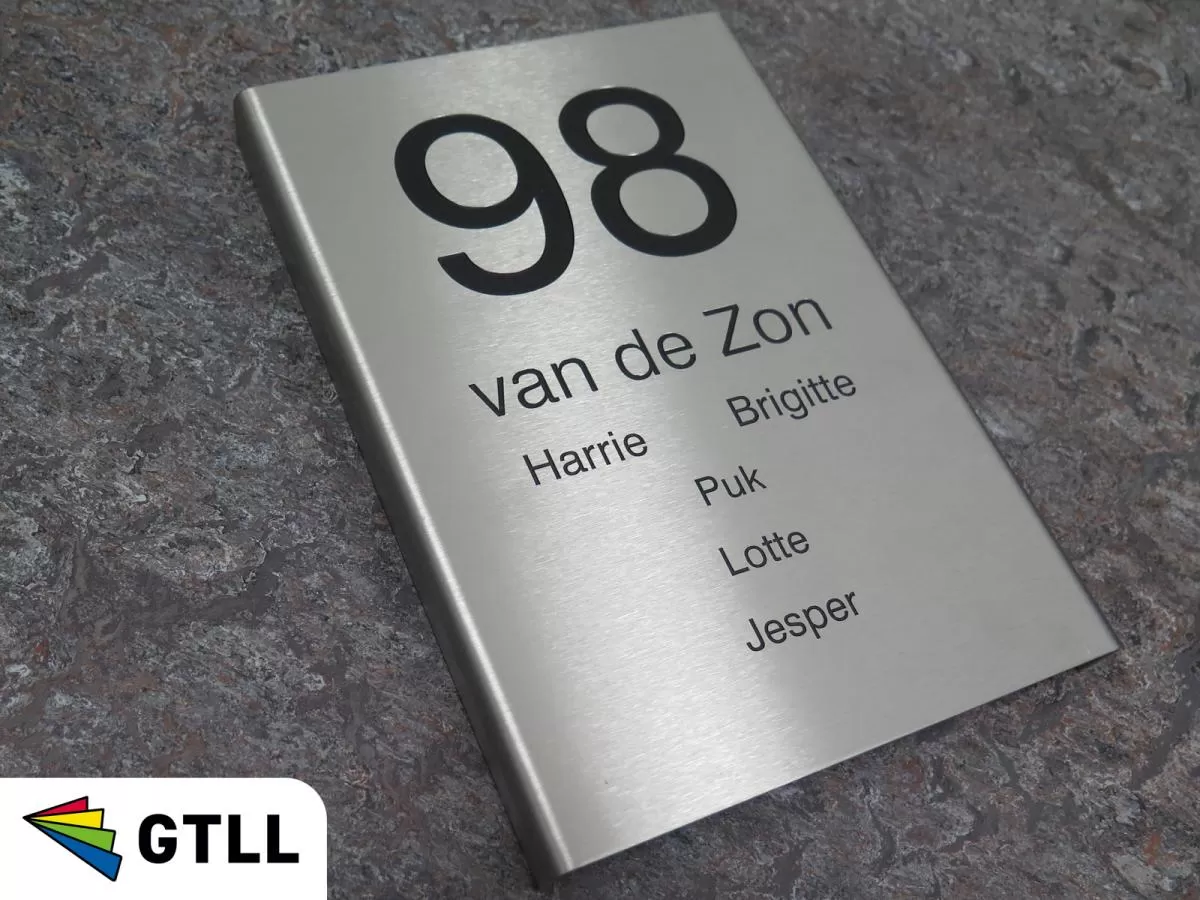 98
van de Zon
Harrie Brigitte
Puk
Lotte
Jesper
GTLL